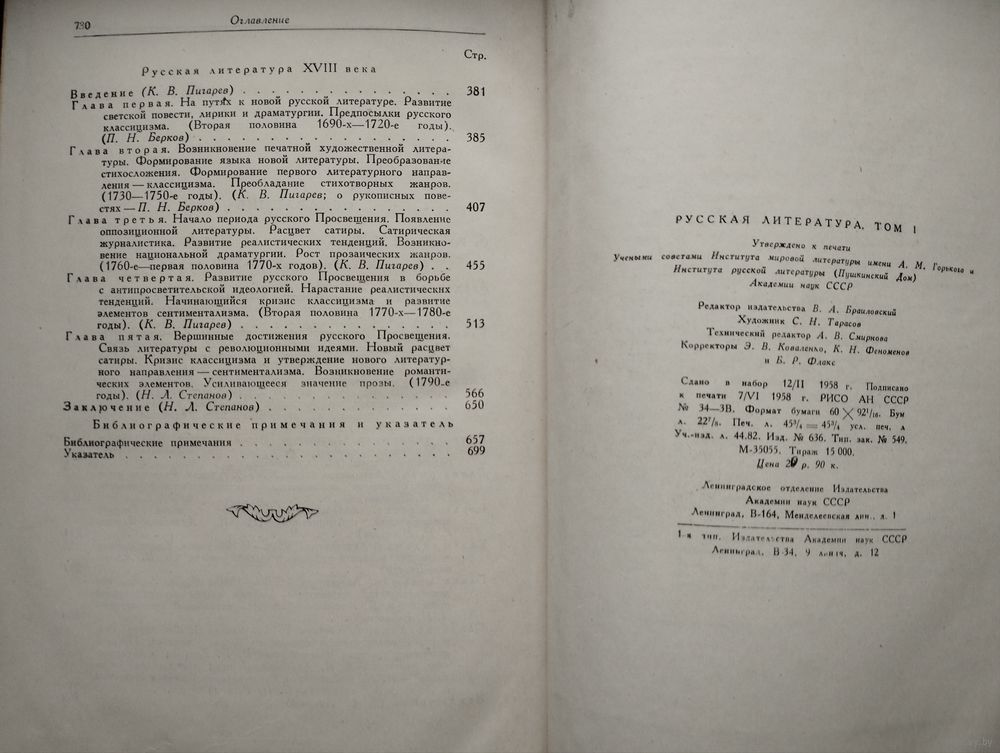 730
Оглавление
Стр.
Русская литература XVIII века
Введение (К. В. Пигарев) . . . . . . . . . . . . . . . 381
Глава первая. На путях к новой русской литературе. Развитие
светской повести, лирики и драматургии. Предпосылки русского
классицизма. (Вторая половина 1690-х—1720-е годы).
(П. Н. Берков) . . . . . . . . . . . . . . . . . . 385
Глава вторая. Возникновение печатной художественной литера-
туры. Формирование языка новой литературы. Преобразование
стихосложения. Формирование первого литературного направ-
ления — классицизма. Преобладание стихотворных жанров.
(1730—1750-е годы). (К. В. Пигарев; о рукописных пове-
стях — П. Н. Берков) . . . . . . . . . . . . . . . . 407
Глава третья. Начало периода русского Просвещения. Появление
оппозиционной литературы. Расцвет сатиры. Сатирическая
журналистика. Развитие реалистических тенденций. Возникно-
вение национальной драматургии. Рост прозаических жанров.
(1760-е—первая половина 1770-х годов). (К. В. Пигарев) . . 455
Глава четвертая. Развитие русского Просвещения в борьбе
с антипросветительской идеологией. Нарастание реалистическнх
тенденций. Начинающийся кризис классицизма и развитие
элементов сентиментализма. (Вторая половина 1770-х—1780-е
годы). (К. В. Пигарев) . . . . . . . . . . . . . . . 513
Глава пятая. Вершинные достижения русского Просвещения.
Связь литературы с революционными идеями. Новый расцвет
сатиры. Кризис классицизма и утверждение нового литератур-
ного направления — сентиментализма. Возникновение романти-
ческих элементов. Усиливающееся значение прозы. (1790-е
годы). (Н. Л. Степанов) . . . . . . . . . . . . . . . 566
Заключение (Н. Л. Степанов) . . . . . . . . . . . . . 650
Библиографические примечания и указатель
Библиографические примечания . . . . . . . . . . . . . . 657
Указатель . . . . . . . . . . . . . . . . . . . . . . . 699
РУССКАЯ ЛИТЕРАТУРА, ТОМ I
Утверждено к печати
Учеными советами Института мировой литературы имени А. М. Горького и
Института русской литературы (Пушкинский Дом)
Академии наук СССР
Редактор издательства В. А. Браиловский
Художник С. Н. Тарасов
Технический редактор А. В. Смирнова
Корректоры Э. В. Коваленко, К. Н. Феноменов
и Б. Р. Флакс
Сдано в набор 12/II 1958 г. Подписано
к печати 7/VI 1958 г. РИСО АН СССР
№ 34—3В. Формат бумаги 60 × 92¹/₁₆. Бум
л. 22⁷/₈. Печ. л. 45³/₄ = 45³/₄ усл. печ. л
Уч.-изд. л. 44.82. Изд. № 636. Тип. зак. № 549.
М-35055. Тираж 15 000.
Цена р. 90 к.
Ленинградское отделение Издательства
Академии наук СССР
Ленинград, В-164, Менделеевская лин., д. 1
1-я тип. Издательства Академии наук СССР
Ленинград, В-34, 9 линия, д. 12